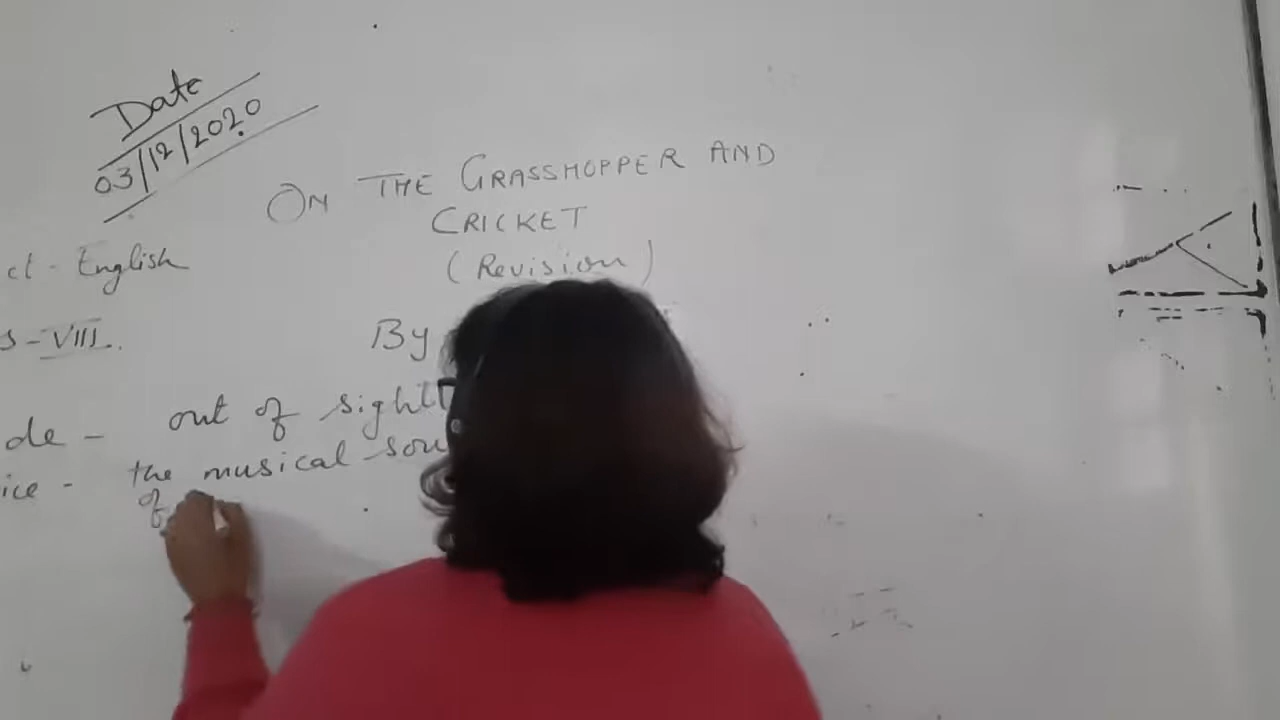 Date
03/12/2020
ON THE GRASSHOPPER AND
CRICKET
(Revision)
ct - English
s - VIII.
By
de - out of sight
ice - the musical sou
of